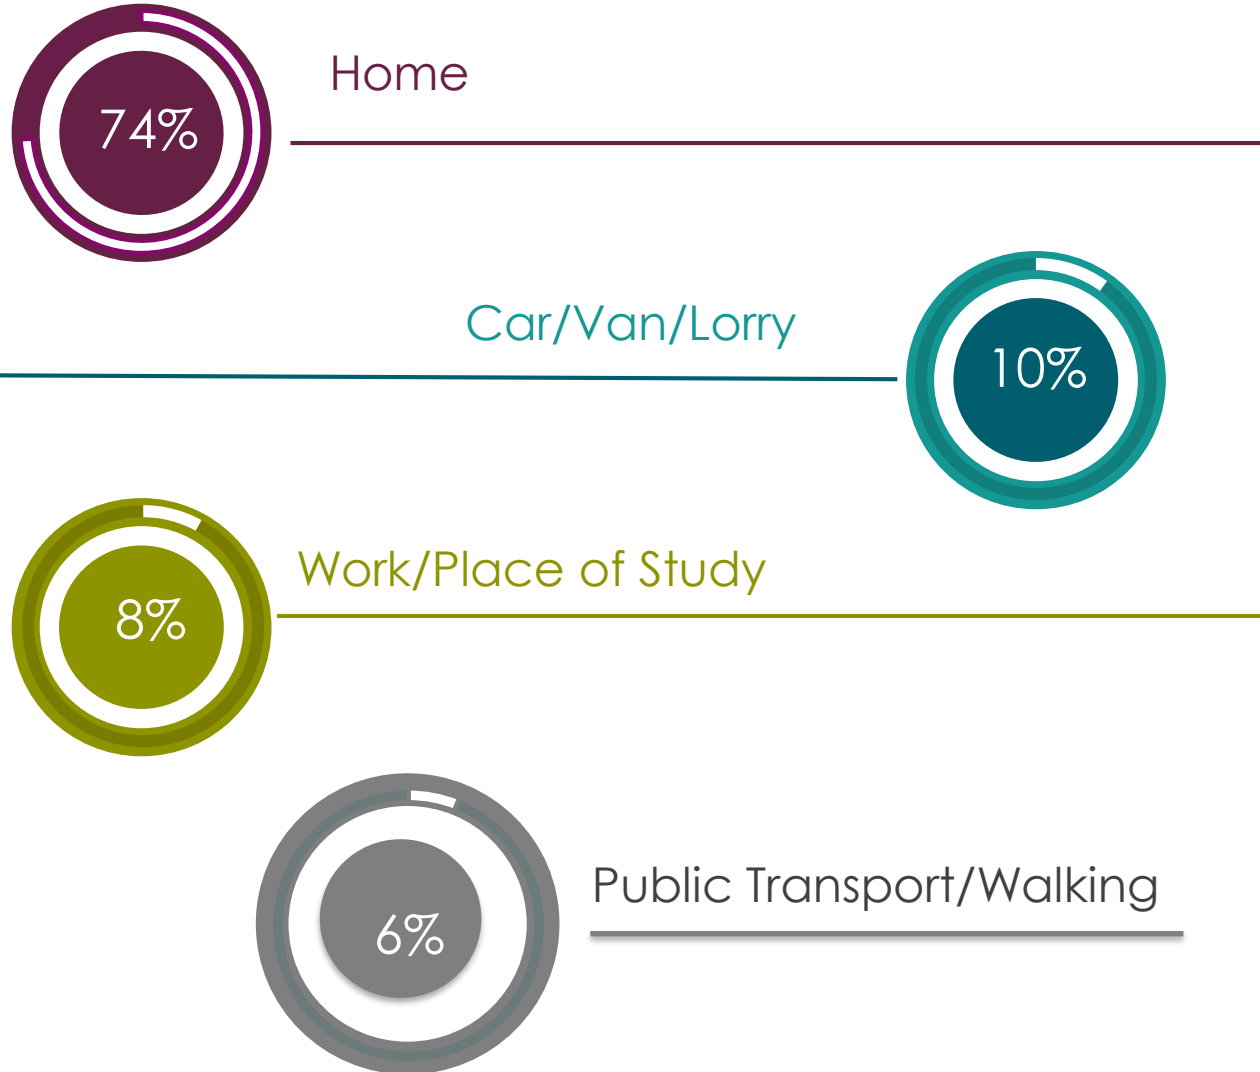 Home
74%
Car/Van/Lorry
10%
Work/Place of Study
8%
Public Transport/Walking
6%